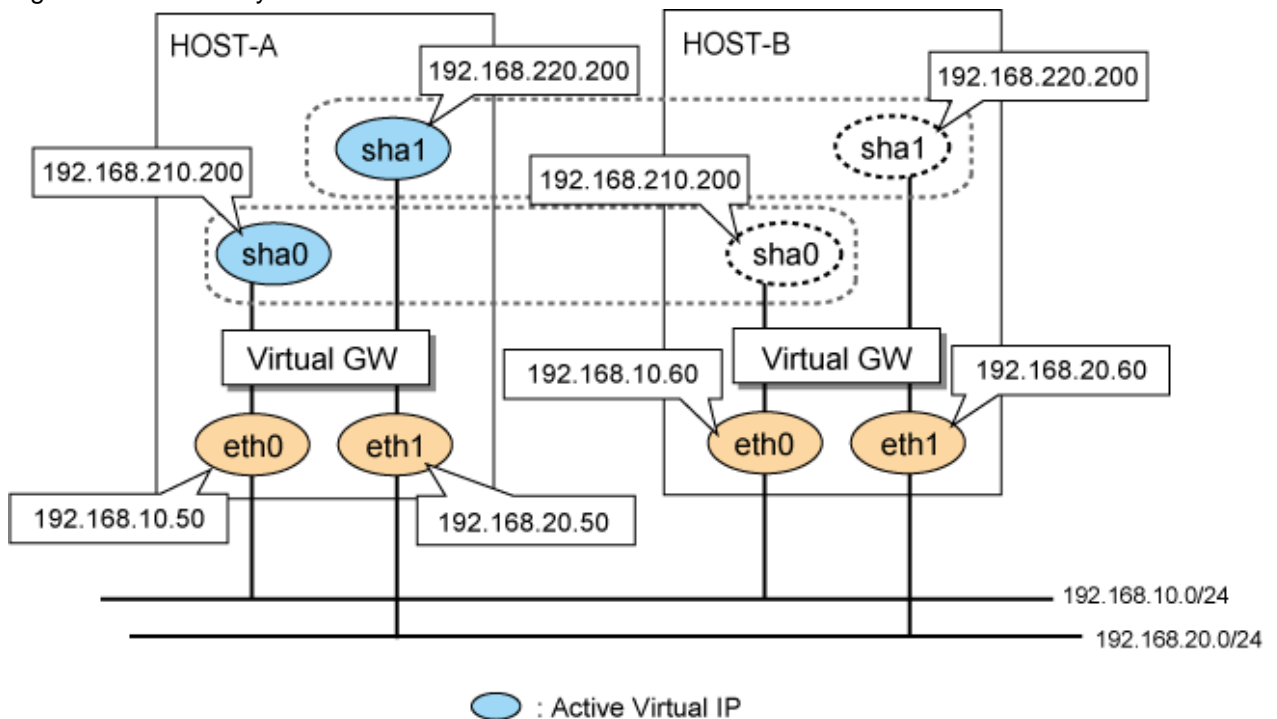 HOST-A
HOST-B
192.168.220.200
192.168.220.200
sha1
sha1
192.168.210.200
192.168.210.200
sha0
sha0
Virtual GW
Virtual GW
192.168.10.60
192.168.20.60
eth0
eth1
eth0
eth1
192.168.10.50
192.168.20.50
192.168.10.0/24
192.168.20.0/24
: Active Virtual IP